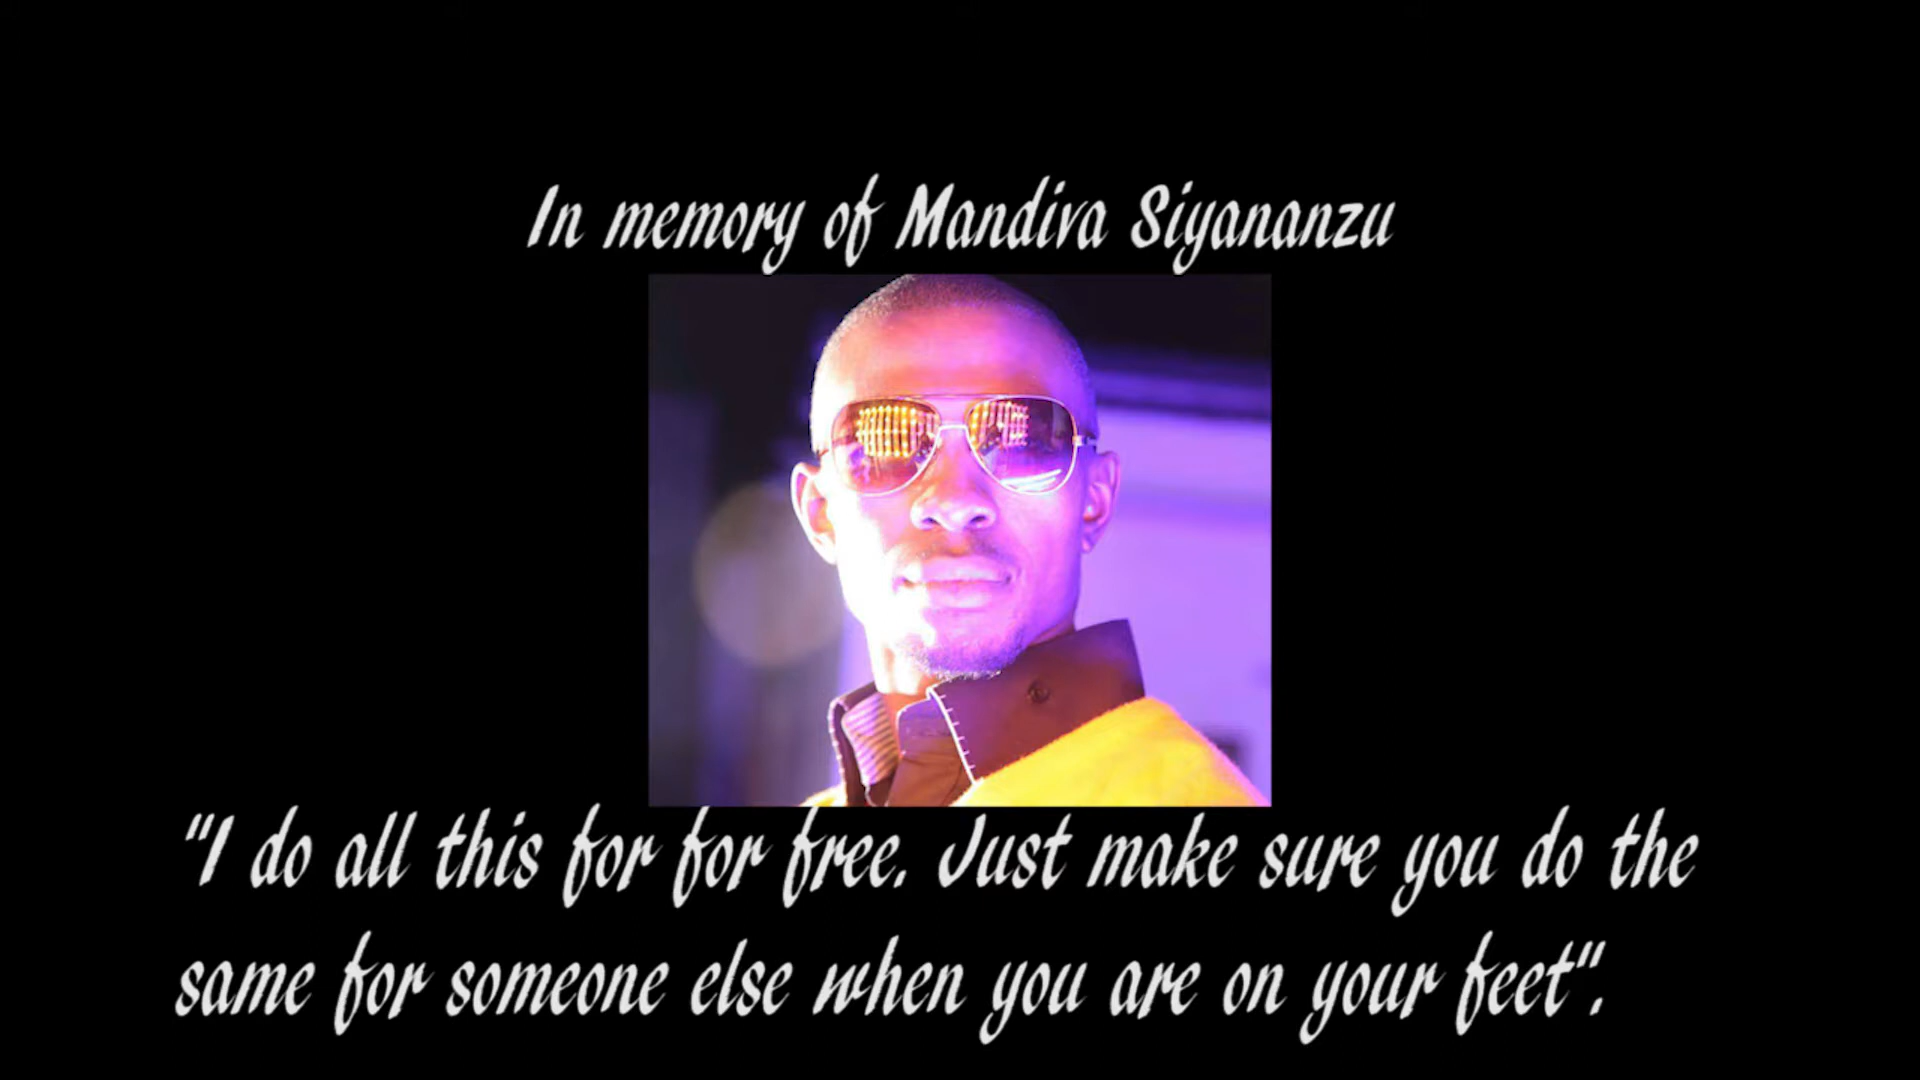 In memory of Mandiva Siyananzu
"I do all this for for free. Just make sure you do the
same for someone else when you are on your feet".